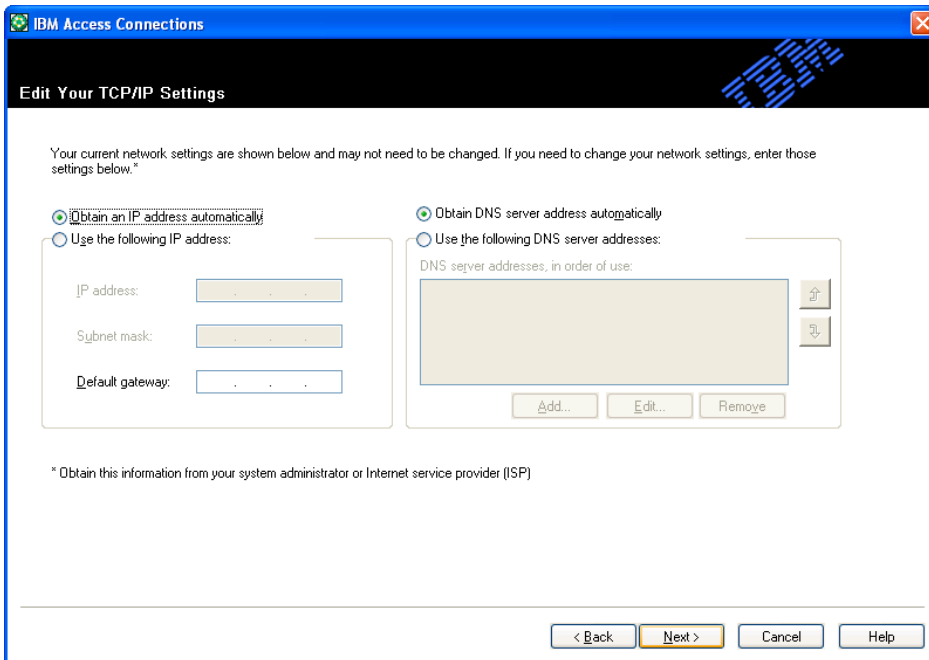 IBM Access Connections
IBM
Edit Your TCP/IP Settings
Your current network settings are shown below and may not need to be changed. If you need to change your network settings, enter those
settings below.*
Obtain an IP address automatically
Use the following IP address:
IP address:
Subnet mask:
Default gateway:
Obtain DNS server address automatically
Use the following DNS server addresses:
DNS server addresses, in order of use:
Add...
Edit...
Remove
* Obtain this information from your system administrator or Internet service provider (ISP)
< Back
Next >
Cancel
Help